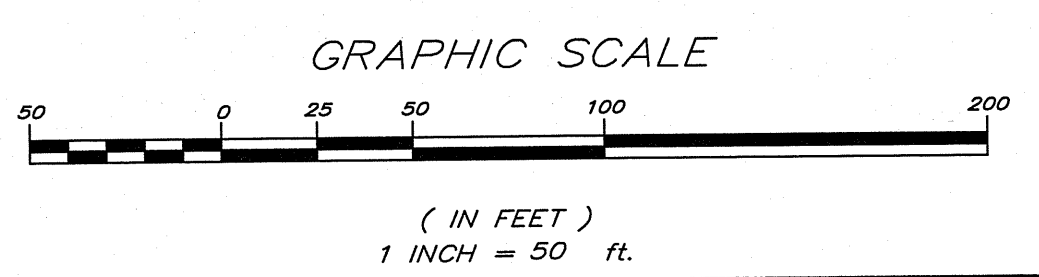 GRAPHIC SCALE
50 0 25 50 100 200
( IN FEET )
1 INCH = 50 ft.